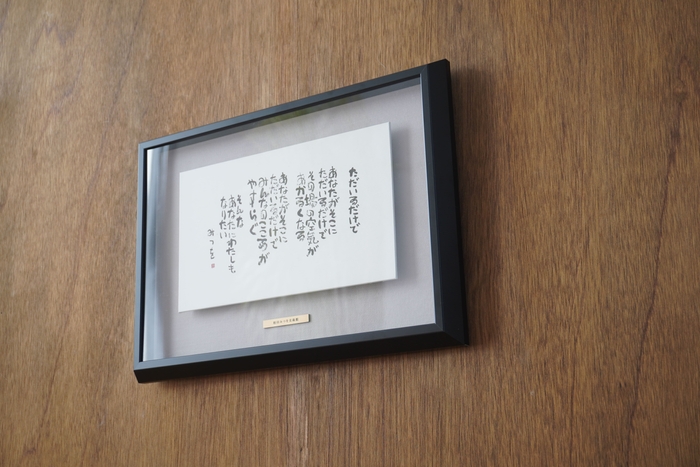 ただいるだけで
あなたがそこに
ただいるだけで
その場の空気が
あかるくなる
あなたがそこに
ただいるだけで
みんなのこころが
やすらぐ
そんな
あなたにわたしも
なりたい
みつを